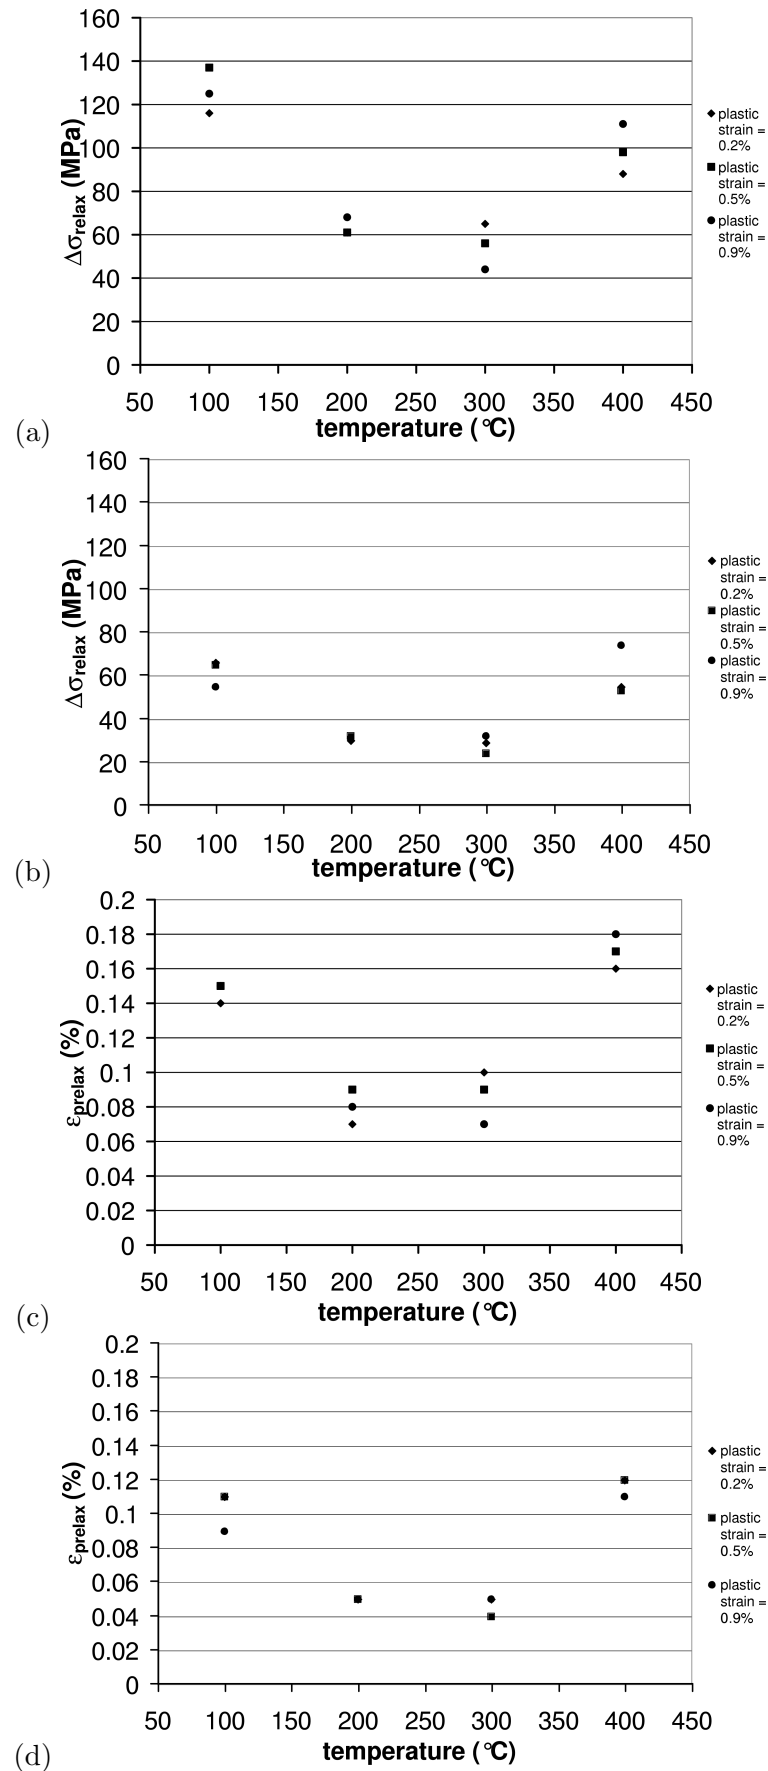 160
140
120
100
80
60
40
20
0
Δσrelax (MPa)
plastic
strain =
0.2%
plastic
strain =
0.5%
plastic
strain =
0.9%
50 100 150 200 250 300 350 400 450
temperature (°C)
(a)
160
140
120
100
80
60
40
20
0
Δσrelax (MPa)
plastic
strain =
0.2%
plastic
strain =
0.5%
plastic
strain =
0.9%
50 100 150 200 250 300 350 400 450
temperature (°C)
(b)
0.2
0.18
0.16
0.14
0.12
0.1
0.08
0.06
0.04
0.02
0
εprelax (%)
plastic
strain =
0.2%
plastic
strain =
0.5%
plastic
strain =
0.9%
50 100 150 200 250 300 350 400 450
temperature (°C)
(c)
0.2
0.18
0.16
0.14
0.12
0.1
0.08
0.06
0.04
0.02
0
εprelax (%)
plastic
strain =
0.2%
plastic
strain =
0.5%
plastic
strain =
0.9%
50 100 150 200 250 300 350 400 450
temperature (°C)
(d)